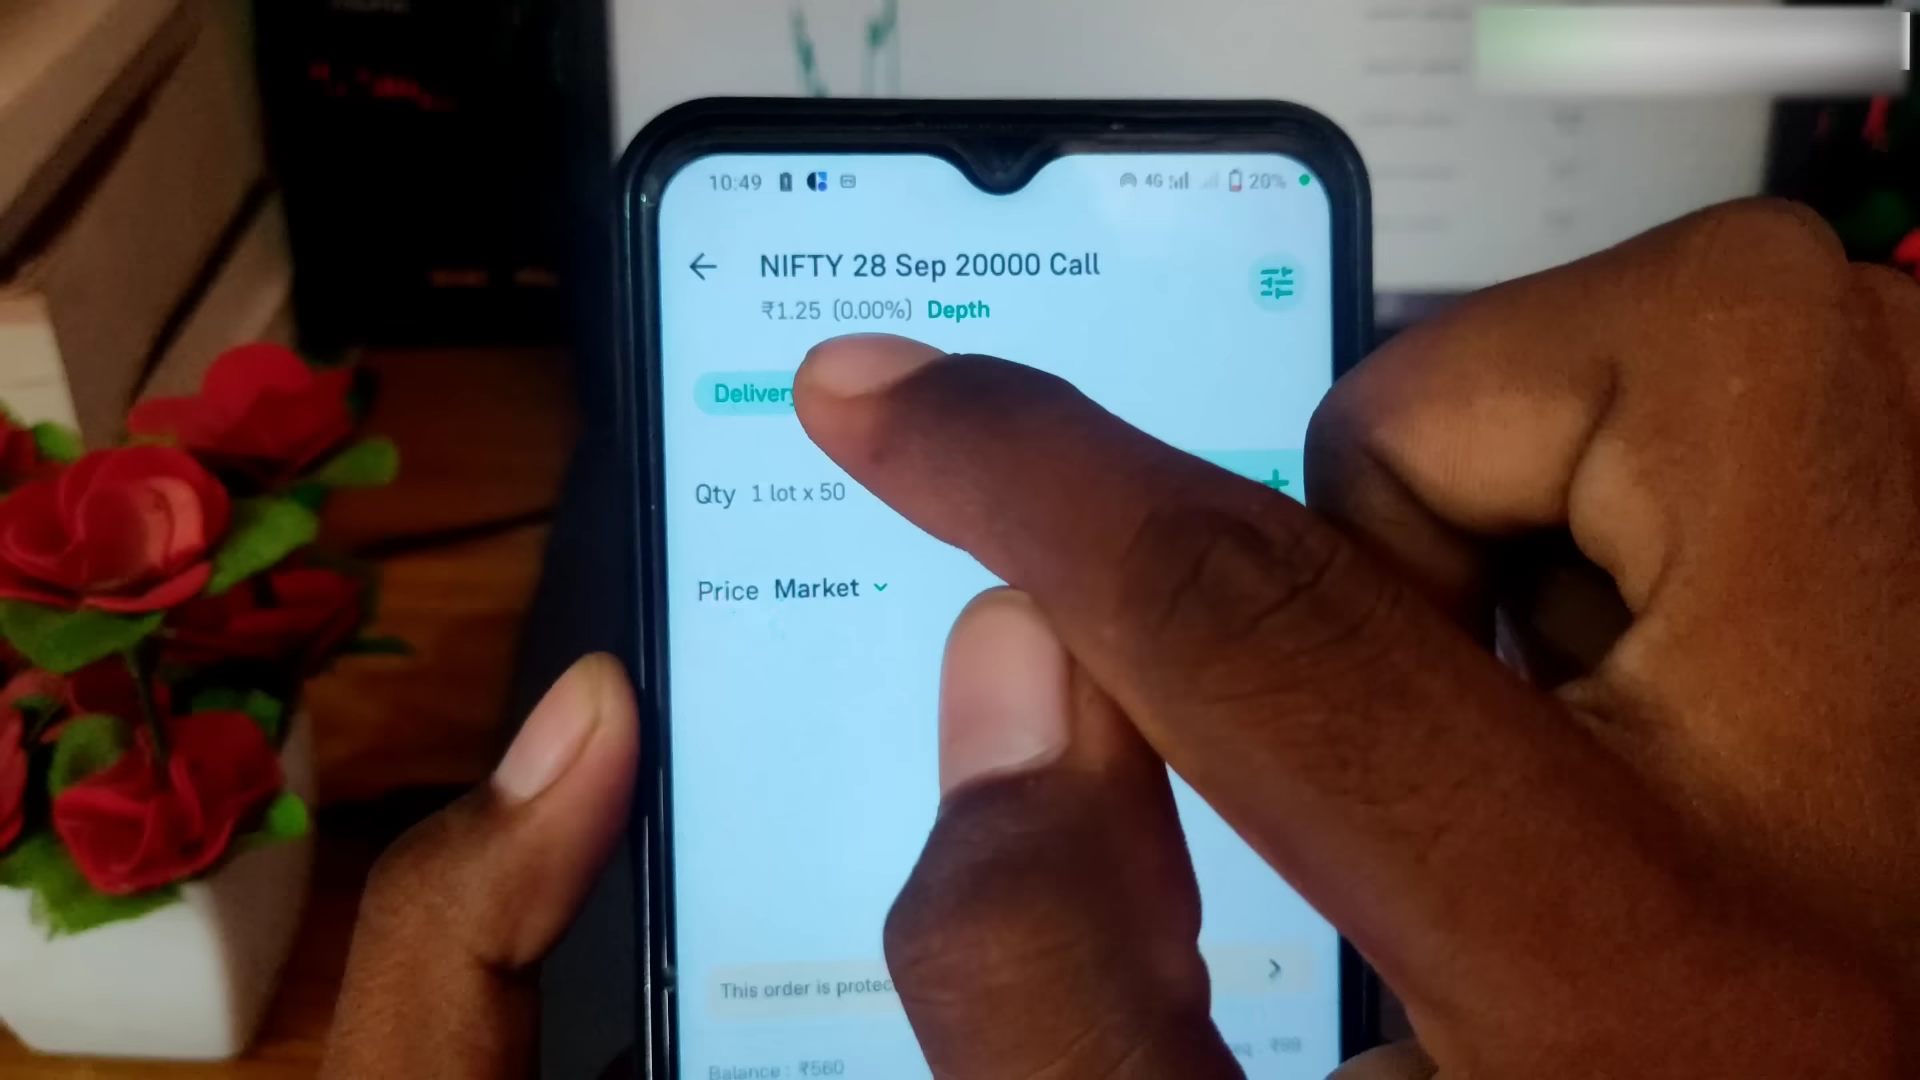 10:49 4G 20%
NIFTY 28 Sep 20000 Call
₹1.25 (0.00%) Depth
Delivery
Qty 1 lot x 50
Price Market
This order is protec
Balance : ₹560